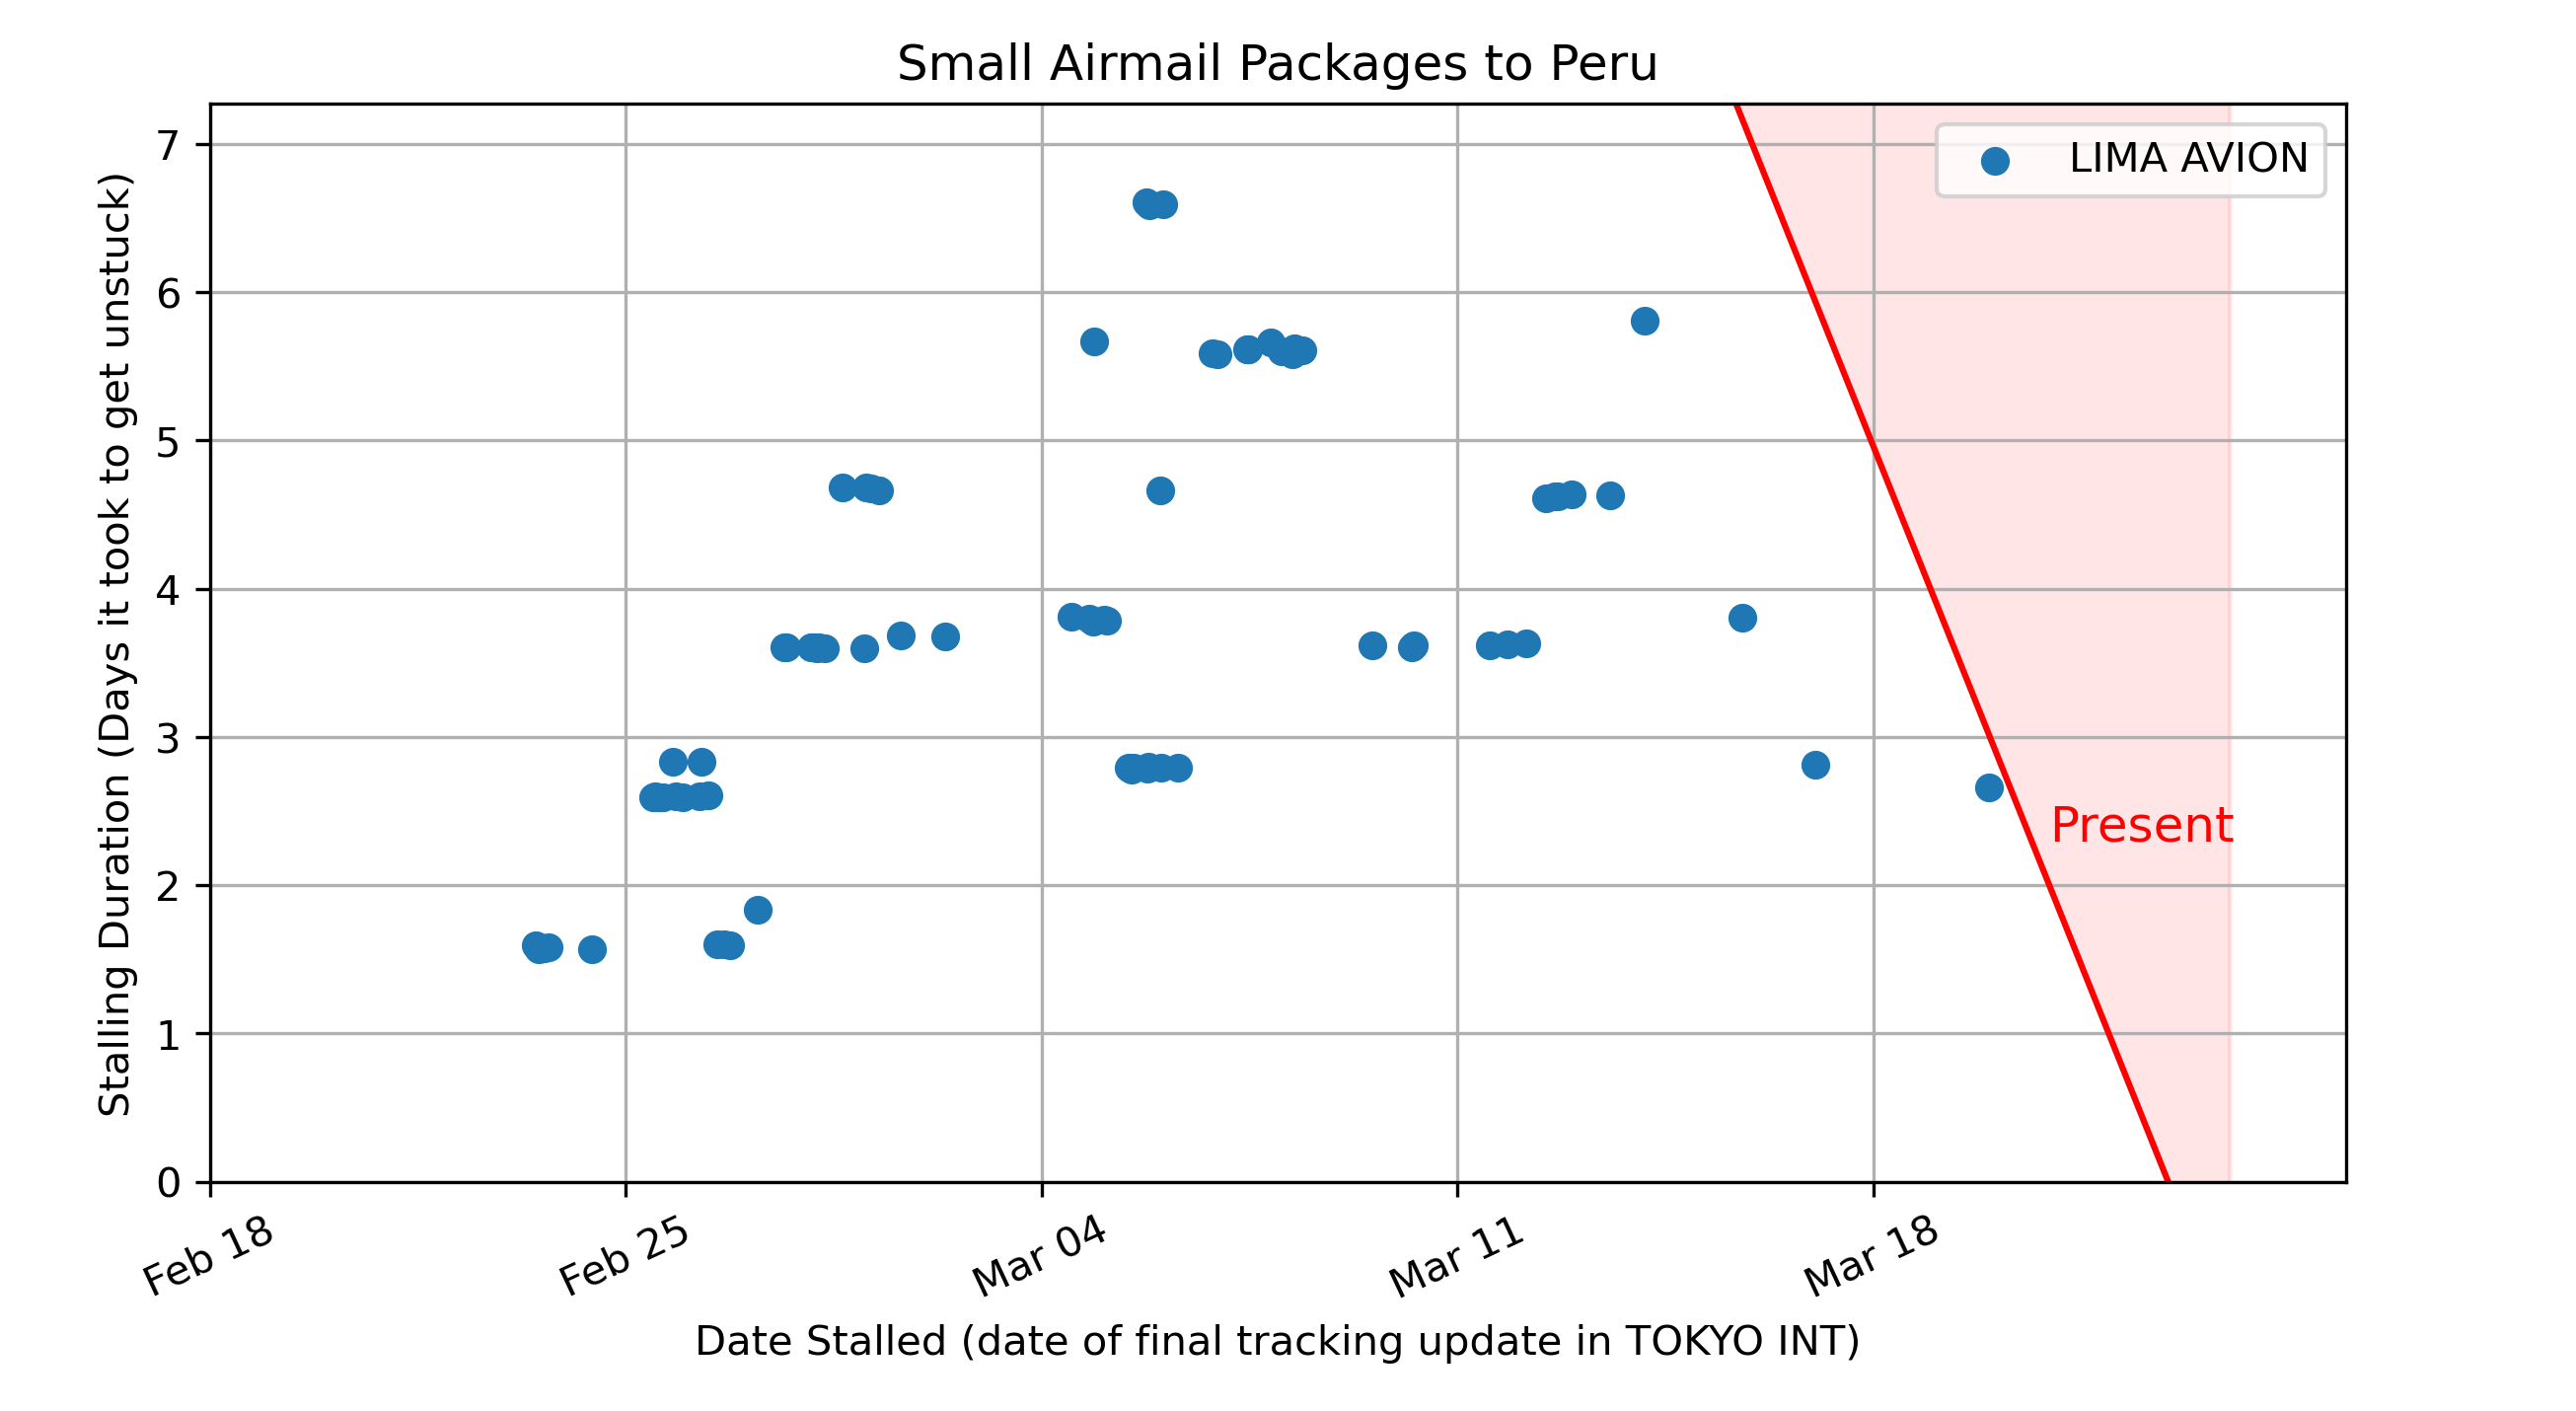 Small Airmail Packages to Peru
Stalling Duration (Days it took to get unstuck)
7
6
5
4
3
2
1
0
LIMA AVION
Present
Feb 18
Feb 25
Mar 04
Mar 11
Mar 18
Date Stalled (date of final tracking update in TOKYO INT)